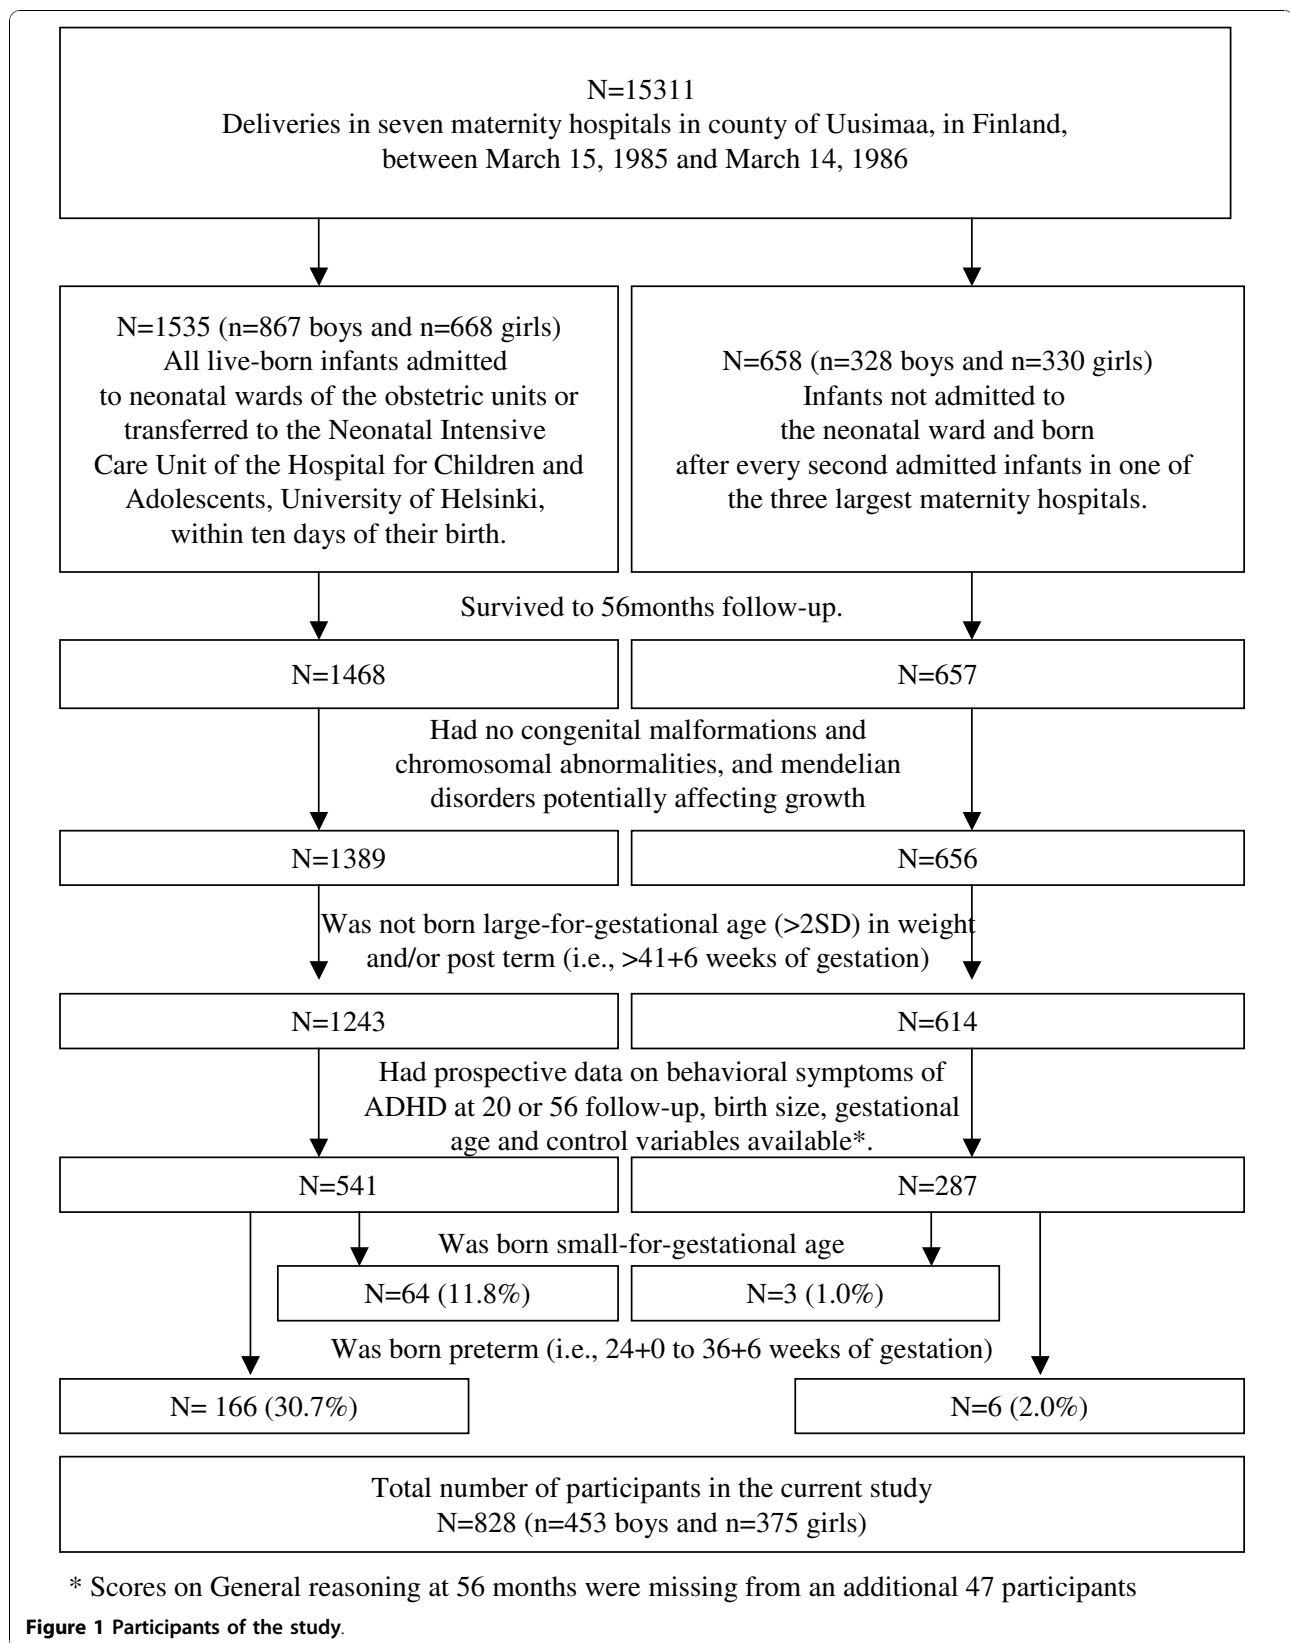 N=15311
Deliveries in seven maternity hospitals in county of Uusimaa, in Finland,
between March 15, 1985 and March 14, 1986
N=1535 (n=867 boys and n=668 girls)
All live-born infants admitted
to neonatal wards of the obstetric units or
transferred to the Neonatal Intensive
Care Unit of the Hospital for Children and
Adolescents, University of Helsinki,
within ten days of their birth.
N=658 (n=328 boys and n=330 girls)
Infants not admitted to
the neonatal ward and born
after every second admitted infants in one of
the three largest maternity hospitals.
Survived to 56months follow-up.
N=1468
N=657
Had no congenital malformations and
chromosomal abnormalities, and mendelian
disorders potentially affecting growth
N=1389
N=656
Was not born large-for-gestational age (>2SD) in weight
and/or post term (i.e., >41+6 weeks of gestation)
N=1243
N=614
Had prospective data on behavioral symptoms of
ADHD at 20 or 56 follow-up, birth size, gestational
age and control variables available*.
N=541
N=287
Was born small-for-gestational age
N=64 (11.8%)
N=3 (1.0%)
Was born preterm (i.e., 24+0 to 36+6 weeks of gestation)
N= 166 (30.7%)
N=6 (2.0%)
Total number of participants in the current study
N=828 (n=453 boys and n=375 girls)
* Scores on General reasoning at 56 months were missing from an additional 47 participants
Figure 1 Participants of the study.